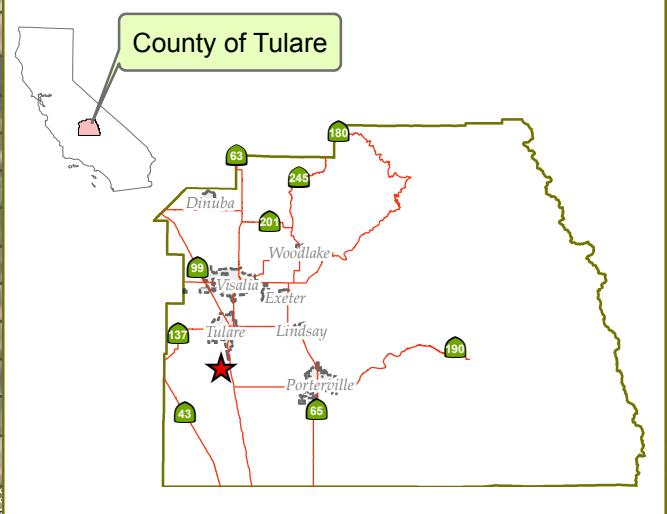 County of Tulare
180
63
245
Dinuba
201
Woodlake
99
Visalia
Exeter
137
Tulare
Lindsay
190
Porterville
43
65